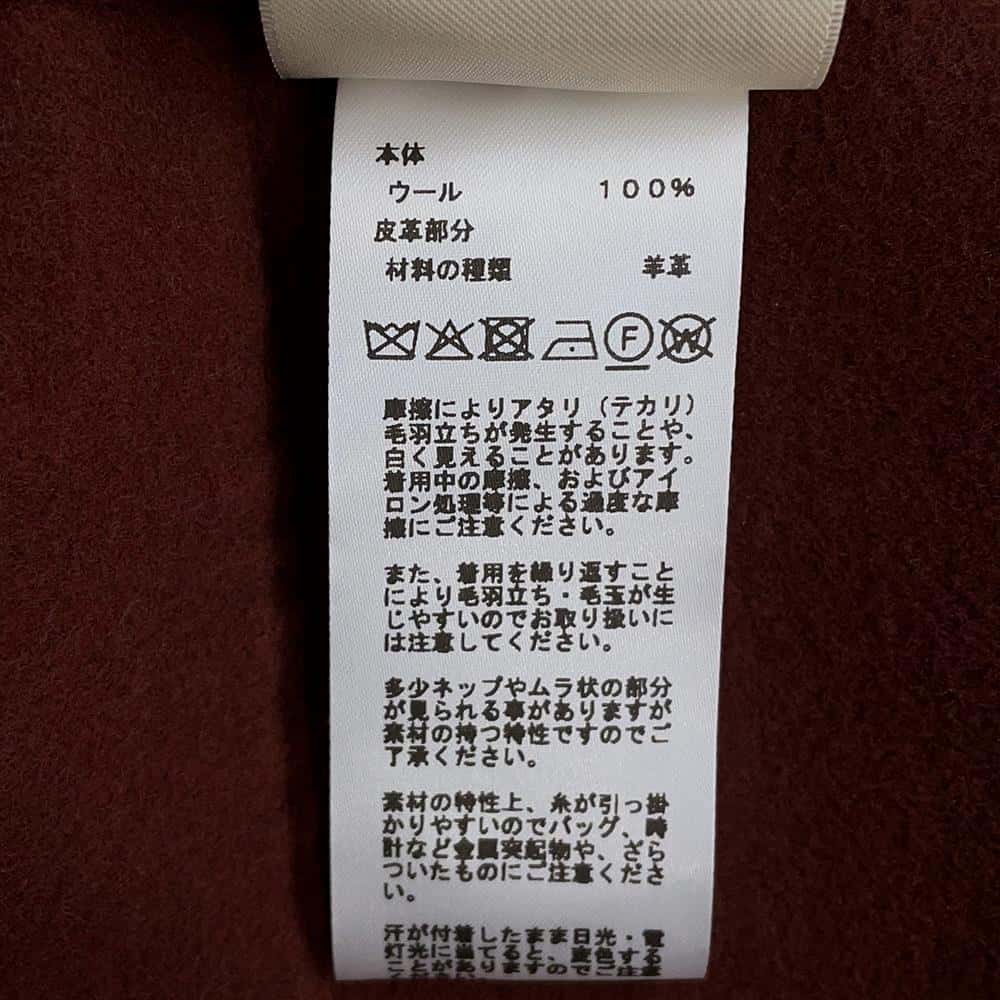 本体
ウール 100%
皮革部分
材料の種類 羊革
F W
摩擦によりアタリ（テカリ）
毛羽立ちが発生することや、
白く見えることがあります。
着用中の摩擦、およびアイ
ロン処理等による過度な摩
擦にご注意ください。
また、着用を繰り返すこと
により毛羽立ち・毛玉が生
じやすいのでお取り扱いに
は注意してください。
多少ネップやムラ状の部分
が見られる事がありますが
素材の持つ特性ですのでご
了承ください。
素材の特性上、糸が引っ掛
かりやすいのでバッグ、時
計など金属突起物や、ざら
ついたものにご注意くださ
い。
汗が付着したまま日光・電
灯光に当てると、変色する
ことがありますのでご注意